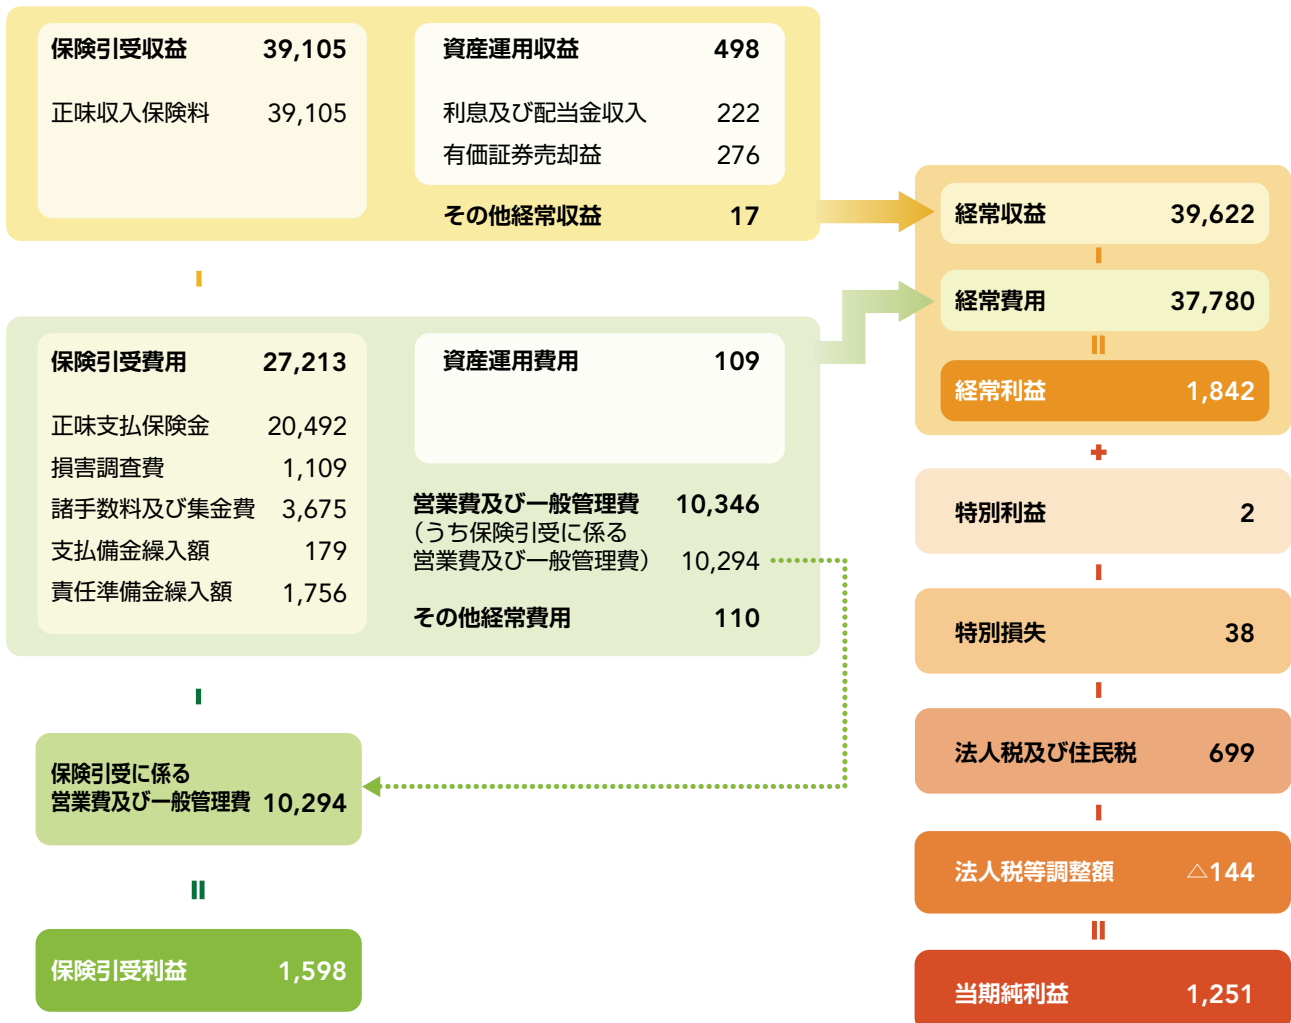 保険引受収益 39,105
正味収入保険料 39,105
資産運用収益 498
利息及び配当金収入 222
有価証券売却益 276
その他経常収益 17
保険引受費用 27,213
正味支払保険金 20,492
損害調査費 1,109
諸手数料及び集金費 3,675
支払備金繰入額 179
責任準備金繰入額 1,756
資産運用費用 109
営業費及び一般管理費 10,346
（うち保険引受に係る
営業費及び一般管理費） 10,294
その他経常費用 110
保険引受に係る
営業費及び一般管理費 10,294
保険引受利益 1,598
経常収益 39,622
経常費用 37,780
経常利益 1,842
特別利益 2
特別損失 38
法人税及び住民税 699
法人税等調整額 △144
当期純利益 1,251